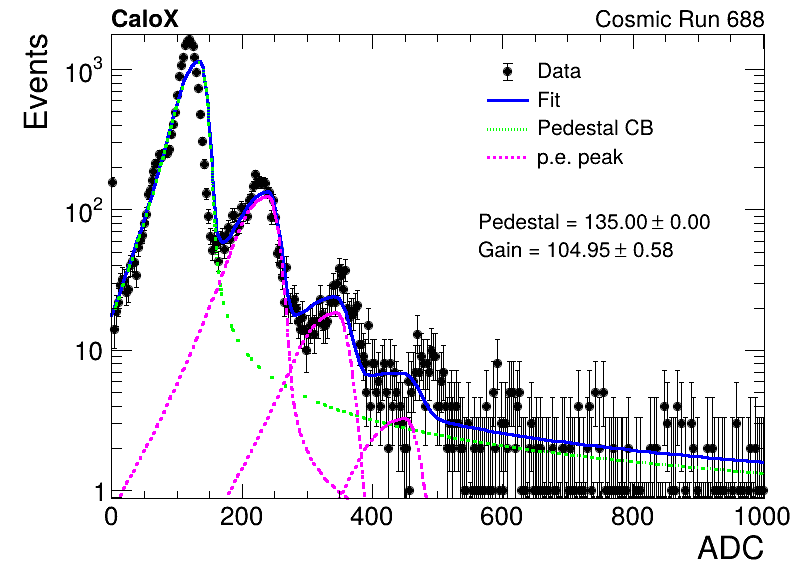 CaloX Cosmic Run 688
Events
10³
10²
10
1
Data
Fit
Pedestal CB
p.e. peak
Pedestal = 135.00 ± 0.00
Gain = 104.95 ± 0.58
0 200 400 600 800 1000
ADC